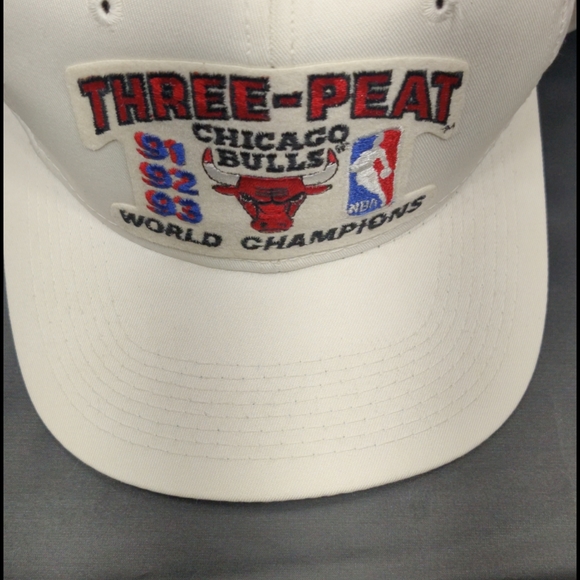 THREE-PEAT
CHICAGO
BULLS
91
92
93
NBA
WORLD CHAMPIONS